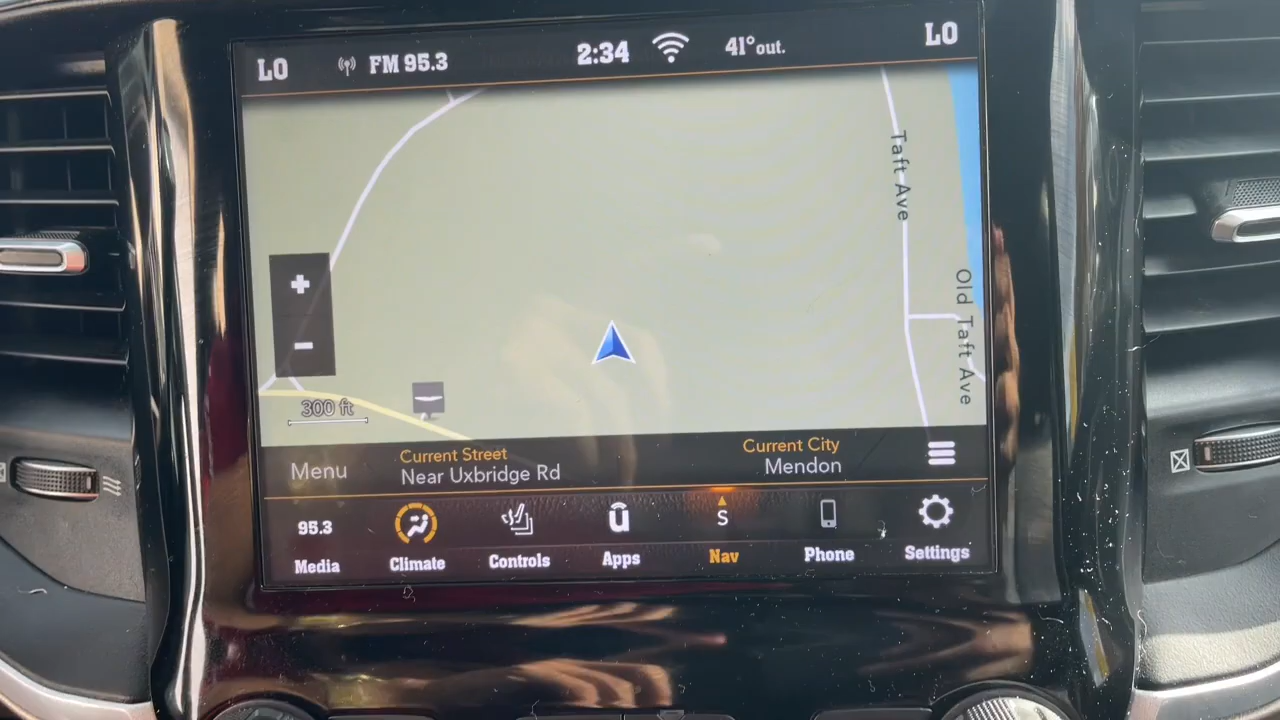 LO FM 95.3 2:34 41°out. LO
Taft Ave
Old Taft Ave
+
−
300 ft
Menu
Current Street
Near Uxbridge Rd
Current City
Mendon
95.3
S
Media Climate Controls Apps Nav Phone Settings